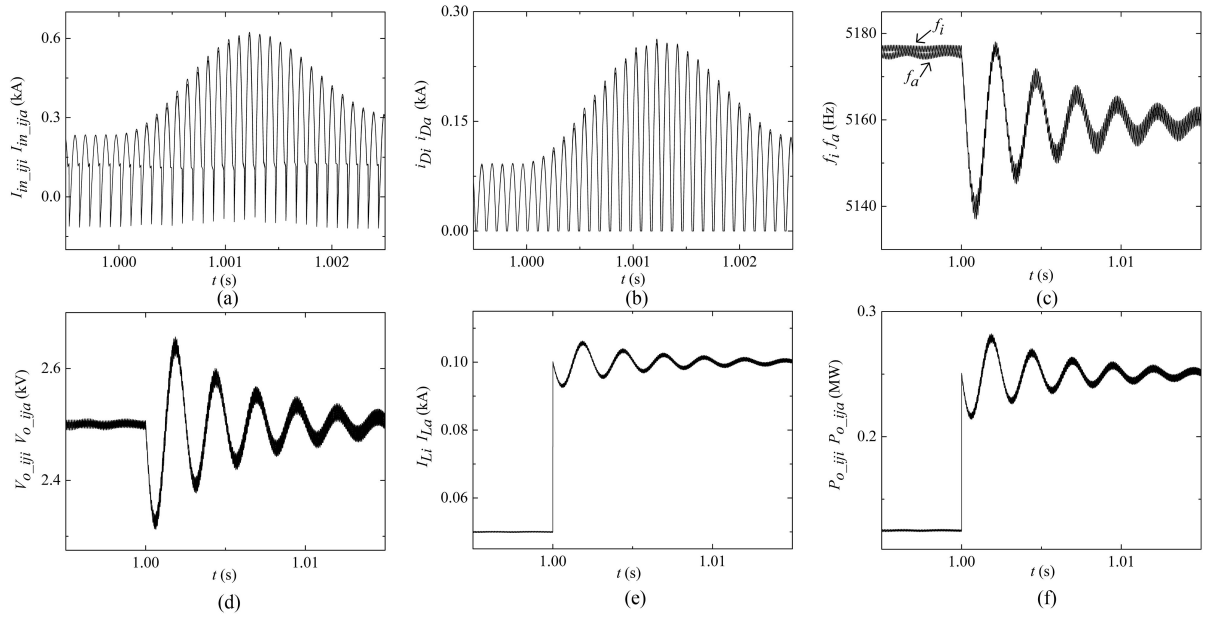 0.6
0.3
0.0
I_in_iji I_in_ija (kA)
1.000 1.001 1.002
t (s)
(a)
0.30
0.15
0.00
i_Di i_Da (kA)
1.000 1.001 1.002
t (s)
(b)
5180
5160
5140
f_i f_a (Hz)
f_i
f_a
1.00 1.01
t (s)
(c)
2.6
2.4
V_o_iji V_o_ija (kV)
1.00 1.01
t (s)
(d)
0.10
0.08
0.06
I_Li I_La (kA)
1.00 1.01
t (s)
(e)
0.3
0.2
P_o_iji P_o_ija (MW)
1.00 1.01
t (s)
(f)